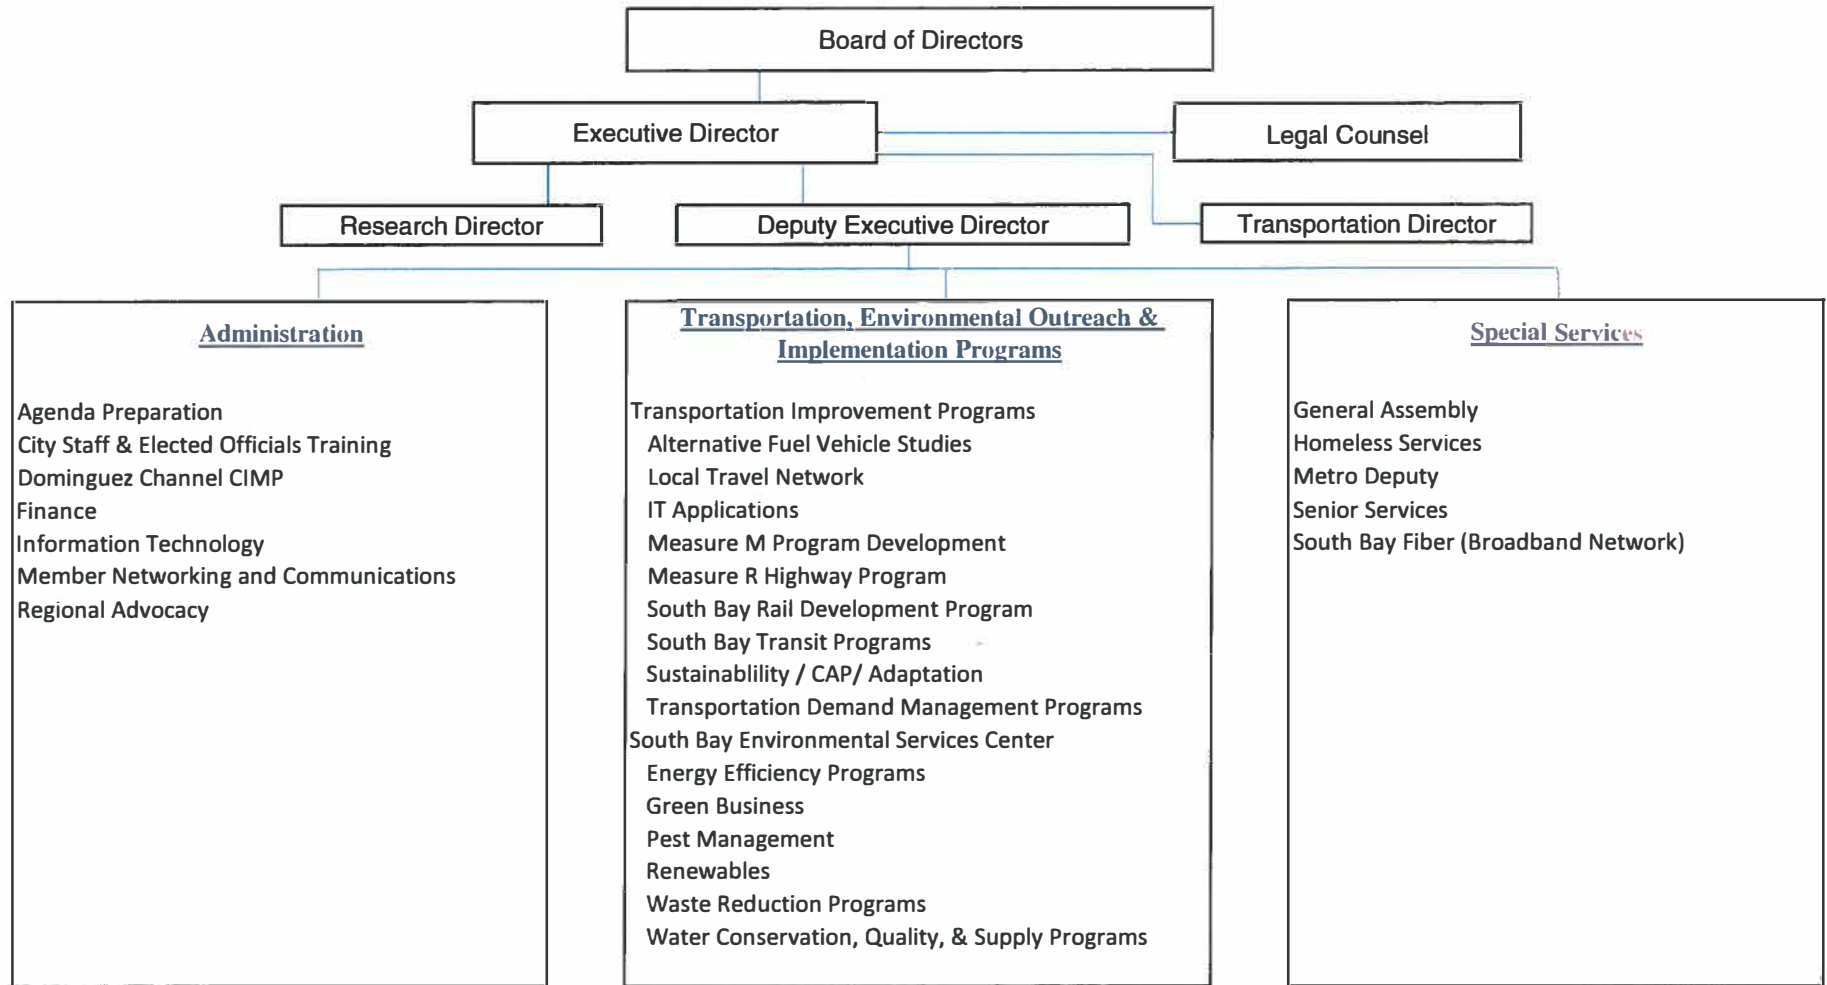 Board of Directors
Executive Director
Legal Counsel
Research Director
Deputy Executive Director
Transportation Director
Administration
Agenda Preparation
City Staff & Elected Officials Training
Dominguez Channel CIMP
Finance
Information Technology
Member Networking and Communications
Regional Advocacy
Transportation, Environmental Outreach &
Implementation Programs
Transportation Improvement Programs
Alternative Fuel Vehicle Studies
Local Travel Network
IT Applications
Measure M Program Development
Measure R Highway Program
South Bay Rail Development Program
South Bay Transit Programs
Sustainablility / CAP/ Adaptation
Transportation Demand Management Programs
South Bay Environmental Services Center
Energy Efficiency Programs
Green Business
Pest Management
Renewables
Waste Reduction Programs
Water Conservation, Quality, & Supply Programs
Special Services
General Assembly
Homeless Services
Metro Deputy
Senior Services
South Bay Fiber (Broadband Network)